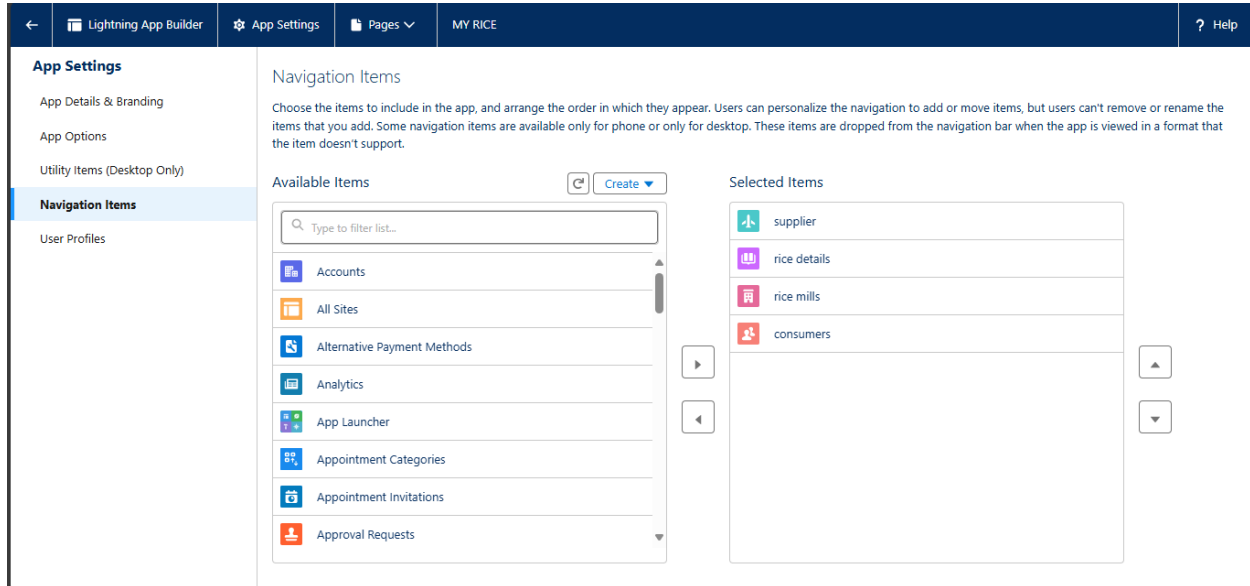 Lightning App Builder
App Settings
Pages
MY RICE
? Help
App Settings
App Details & Branding
App Options
Utility Items (Desktop Only)
Navigation Items
User Profiles
Navigation Items
Choose the items to include in the app, and arrange the order in which they appear. Users can personalize the navigation to add or move items, but users can't remove or rename the
items that you add. Some navigation items are available only for phone or only for desktop. These items are dropped from the navigation bar when the app is viewed in a format that
the item doesn't support.
Available Items
Create
Type to filter list...
Accounts
All Sites
Alternative Payment Methods
Analytics
App Launcher
Appointment Categories
Appointment Invitations
Approval Requests
Selected Items
supplier
rice details
rice mills
consumers